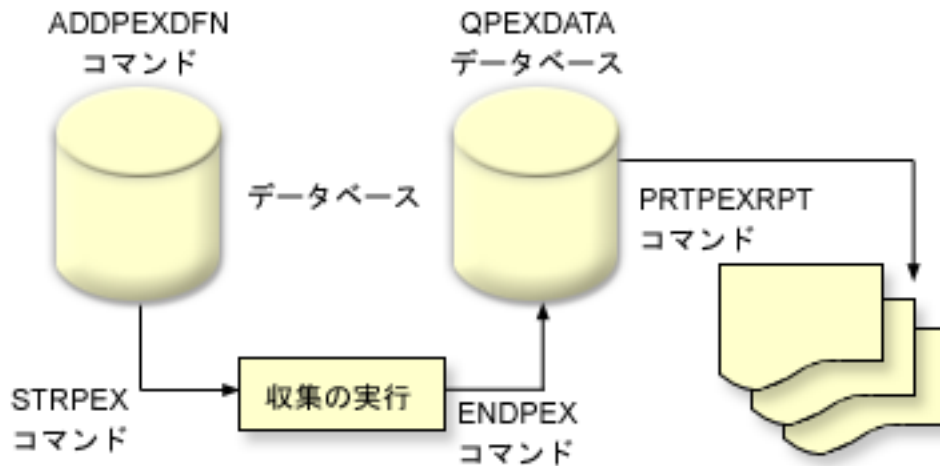 ADDPEXDFN
コマンド
QPEXDATA
データベース
データベース
PRTPEXRPT
コマンド
STRPEX
コマンド
収集の実行
ENDPEX
コマンド